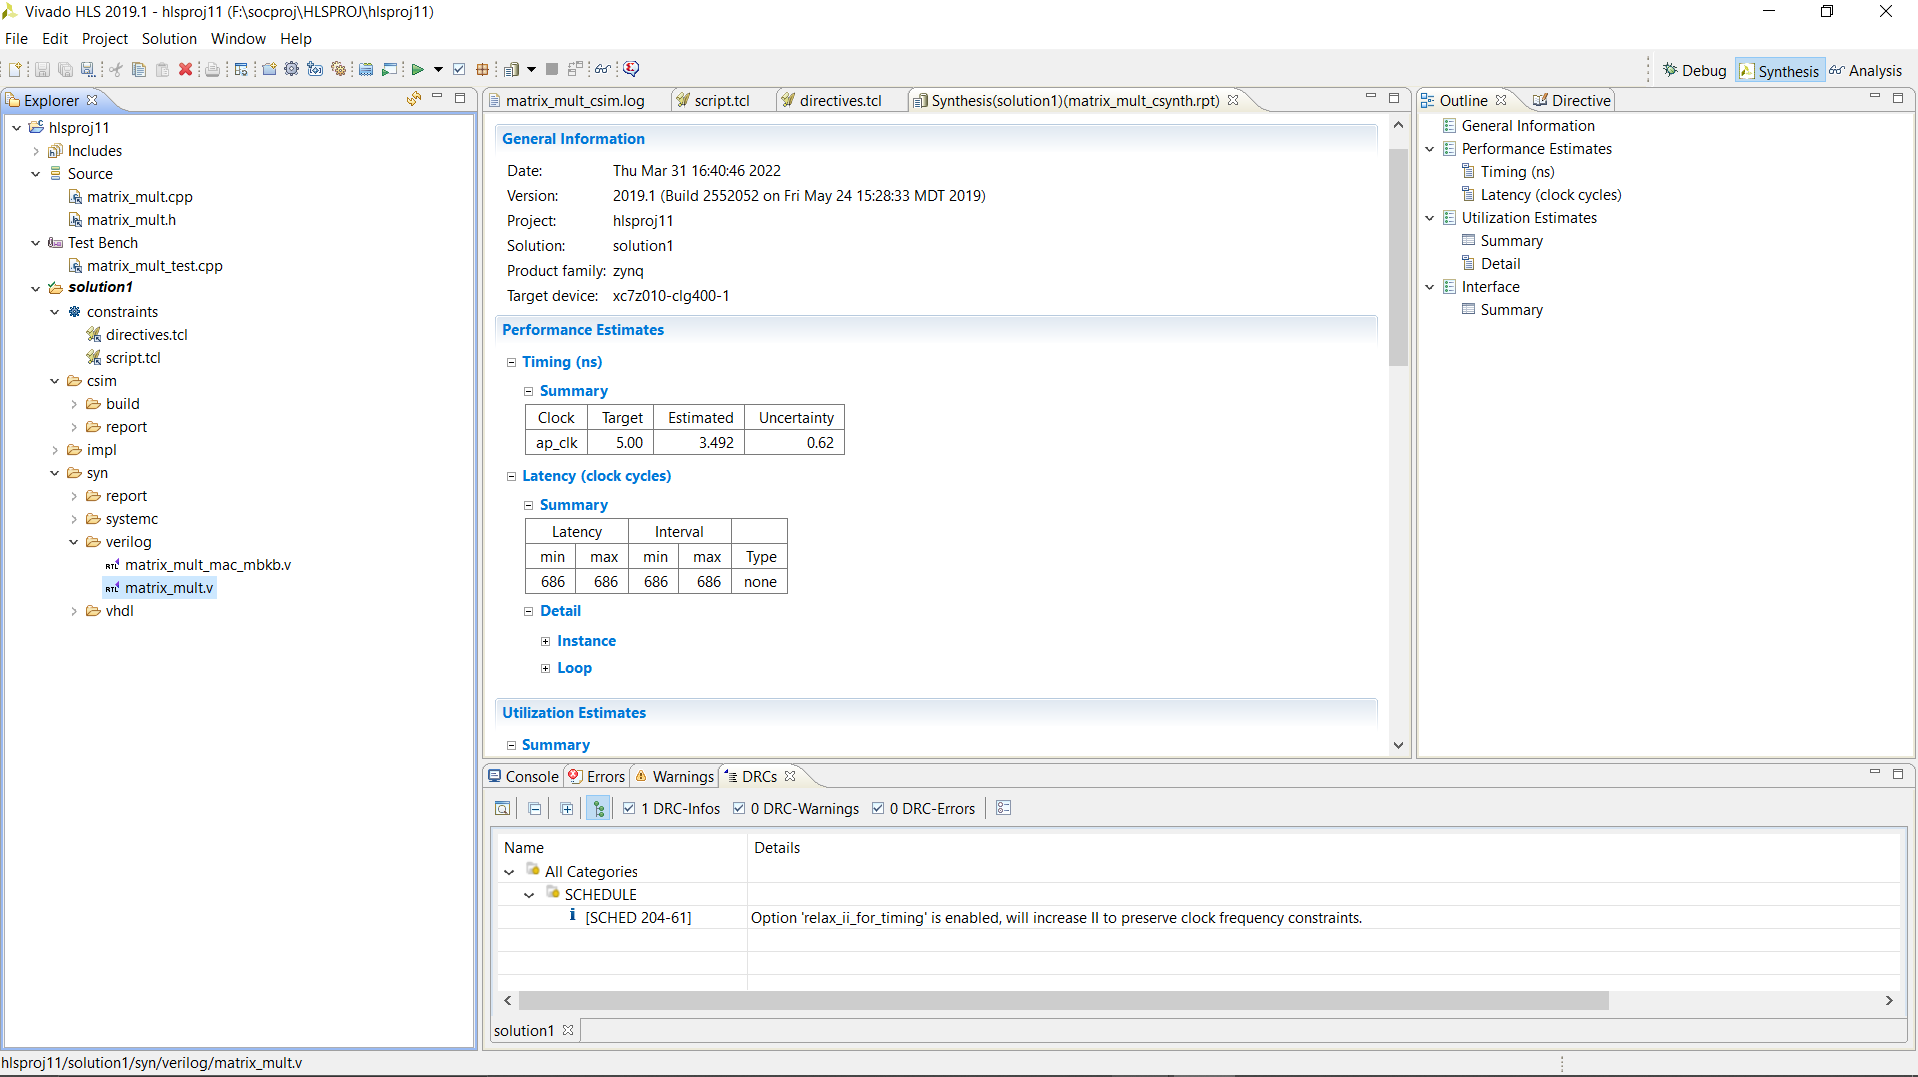 Vivado HLS 2019.1 - hlsproj11 (F:\socproj\HLSPROJ\hlsproj11)
File Edit Project Solution Window Help
Debug Synthesis Analysis
Explorer
hlsproj11
Includes
Source
matrix_mult.cpp
matrix_mult.h
Test Bench
matrix_mult_test.cpp
solution1
constraints
directives.tcl
script.tcl
csim
build
report
impl
syn
report
systemc
verilog
matrix_mult_mac_mbkb.v
matrix_mult.v
vhdl
matrix_mult_csim.log script.tcl directives.tcl Synthesis(solution1)(matrix_mult_csynth.rpt)
General Information
Date: Thu Mar 31 16:40:46 2022
Version: 2019.1 (Build 2552052 on Fri May 24 15:28:33 MDT 2019)
Project: hlsproj11
Solution: solution1
Product family: zynq
Target device: xc7z010-clg400-1
Performance Estimates
Timing (ns)
Summary
Clock Target Estimated Uncertainty
ap_clk 5.00 3.492 0.62
Latency (clock cycles)
Summary
Latency Interval
min max min max Type
686 686 686 686 none
Detail
Instance
Loop
Utilization Estimates
Summary
Outline Directive
General Information
Performance Estimates
Timing (ns)
Latency (clock cycles)
Utilization Estimates
Summary
Detail
Interface
Summary
Console Errors Warnings DRCs
1 DRC-Infos 0 DRC-Warnings 0 DRC-Errors
Name Details
All Categories
SCHEDULE
[SCHED 204-61] Option 'relax_ii_for_timing' is enabled, will increase II to preserve clock frequency constraints.
solution1
hlsproj11/solution1/syn/verilog/matrix_mult.v